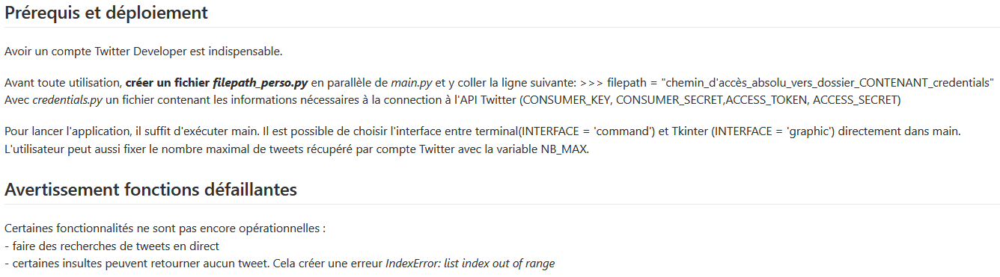 Prérequis et déploiement
Avoir un compte Twitter Developer est indispensable.
Avant toute utilisation, créer un fichier filepath_perso.py en parallèle de main.py et y coller la ligne suivante: >>> filepath = "chemin_d'accès_absolu_vers_dossier_CONTENANT_credentials"
Avec credentials.py un fichier contenant les informations nécessaires à la connection à l'API Twitter (CONSUMER_KEY, CONSUMER_SECRET,ACCESS_TOKEN, ACCESS_SECRET)
Pour lancer l'application, il suffit d'exécuter main. Il est possible de choisir l'interface entre terminal(INTERFACE = 'command') et Tkinter (INTERFACE = 'graphic') directement dans main.
L'utilisateur peut aussi fixer le nombre maximal de tweets récupéré par compte Twitter avec la variable NB_MAX.
Avertissement fonctions défaillantes
Certaines fonctionnalités ne sont pas encore opérationnelles :
- faire des recherches de tweets en direct
- certaines insultes peuvent retourner aucun tweet. Cela créer une erreur IndexError: list index out of range